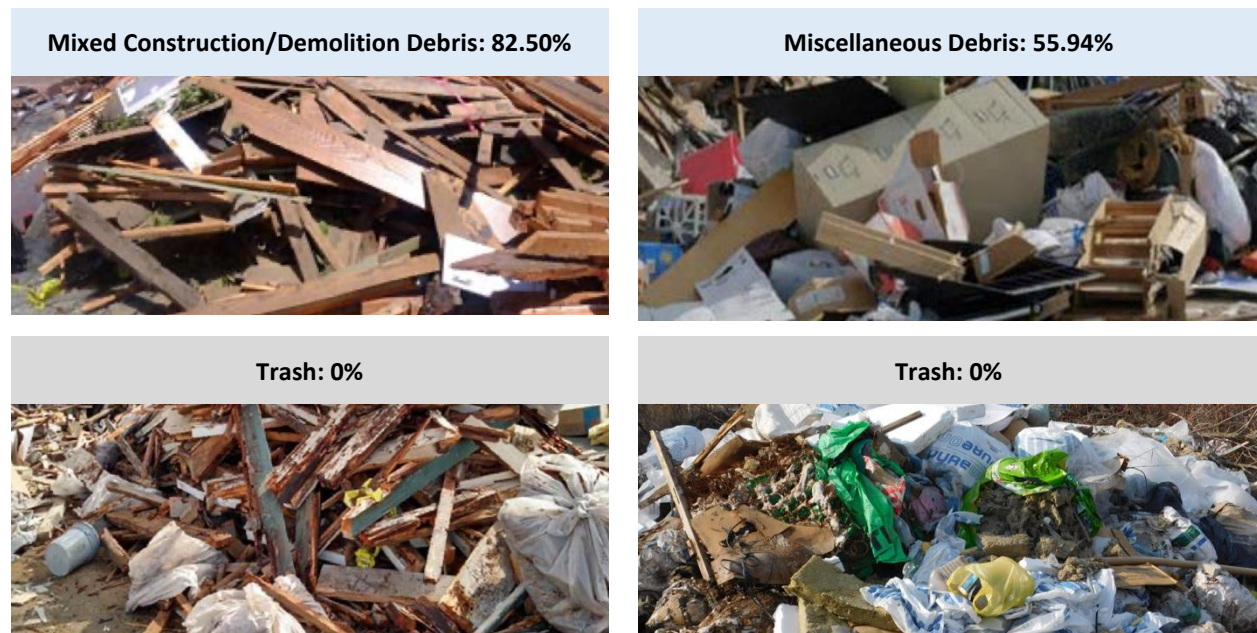 Mixed Construction/Demolition Debris: 82.50%
Miscellaneous Debris: 55.94%
Trash: 0%
Trash: 0%